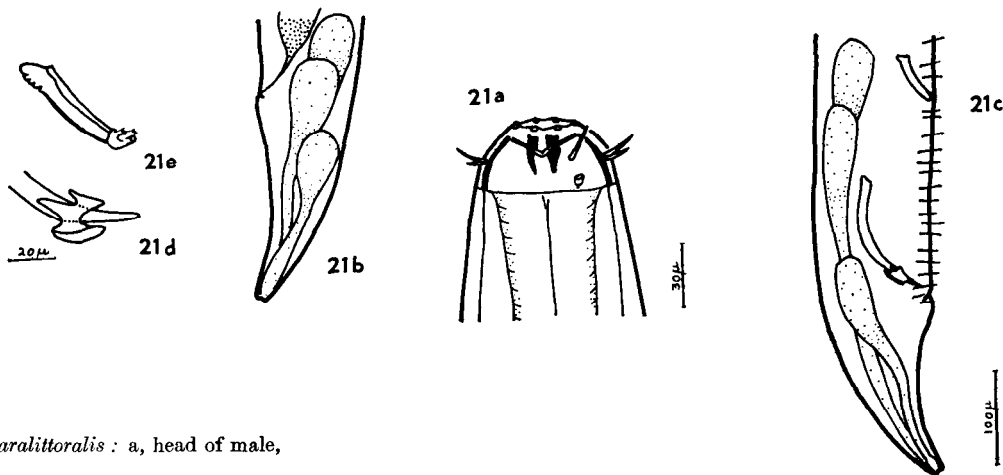 21e
21d
20μ
21b
21a
30μ
21c
100μ
aralittoralis : a, head of male,